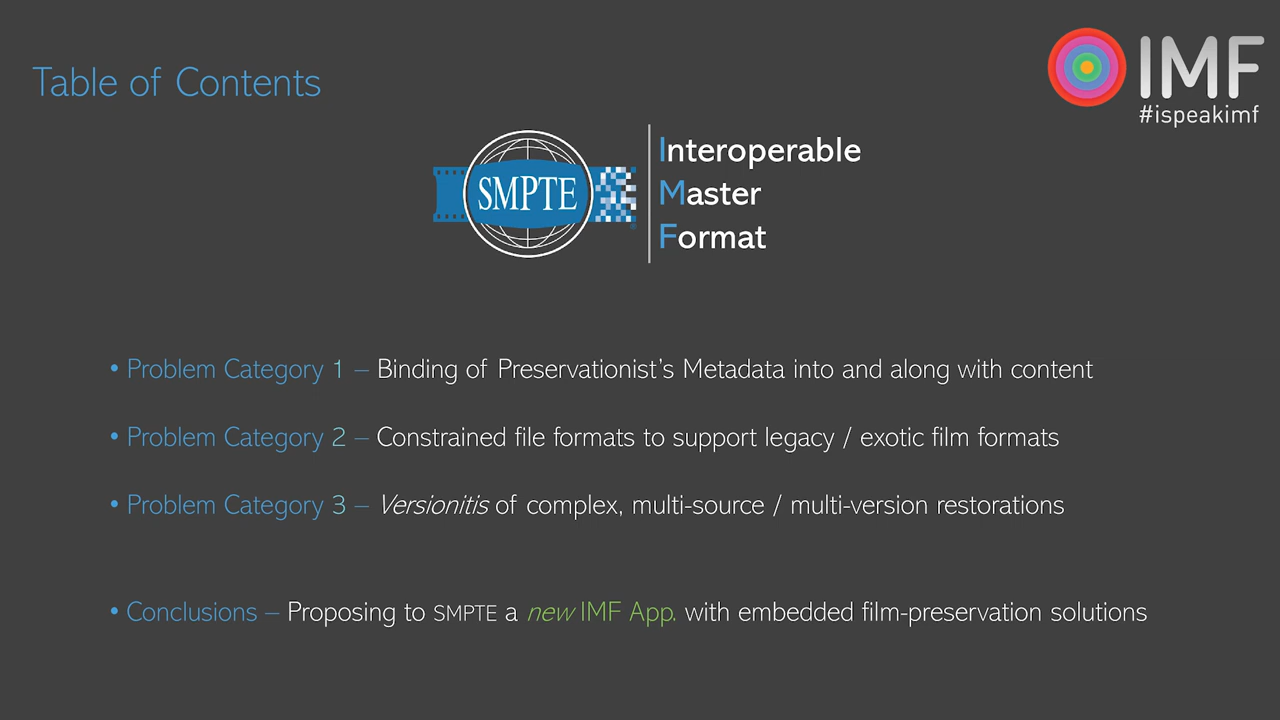 Table of Contents
IMF
#ispeakimf
SMPTE
Interoperable
Master
Format
• Problem Category 1 – Binding of Preservationist's Metadata into and along with content
• Problem Category 2 – Constrained file formats to support legacy / exotic film formats
• Problem Category 3 – Versionitis of complex, multi-source / multi-version restorations
• Conclusions – Proposing to SMPTE a new IMF App. with embedded film-preservation solutions